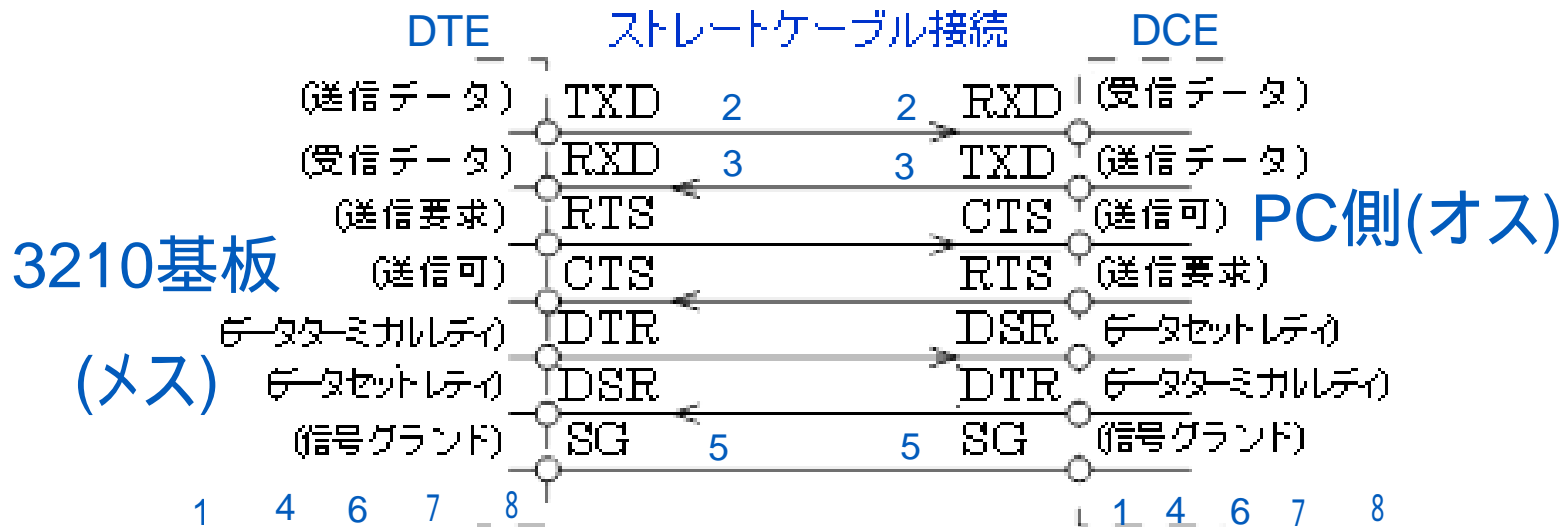 DTE ストレートケーブル接続 DCE
(送信データ) TXD 2 2 RXD (受信データ)
(受信データ) RXD 3 3 TXD (送信データ)
(送信要求) RTS CTS (送信可) PC側(オス)
3210基板 (送信可) CTS RTS (送信要求)
(データターミナルレディ) DTR DSR (データセットレディ)
(メス) (データセットレディ) DSR DTR (データターミナルレディ)
(信号グランド) SG 5 5 SG (信号グランド)
1 4 6 7 8 1 4 6 7 8